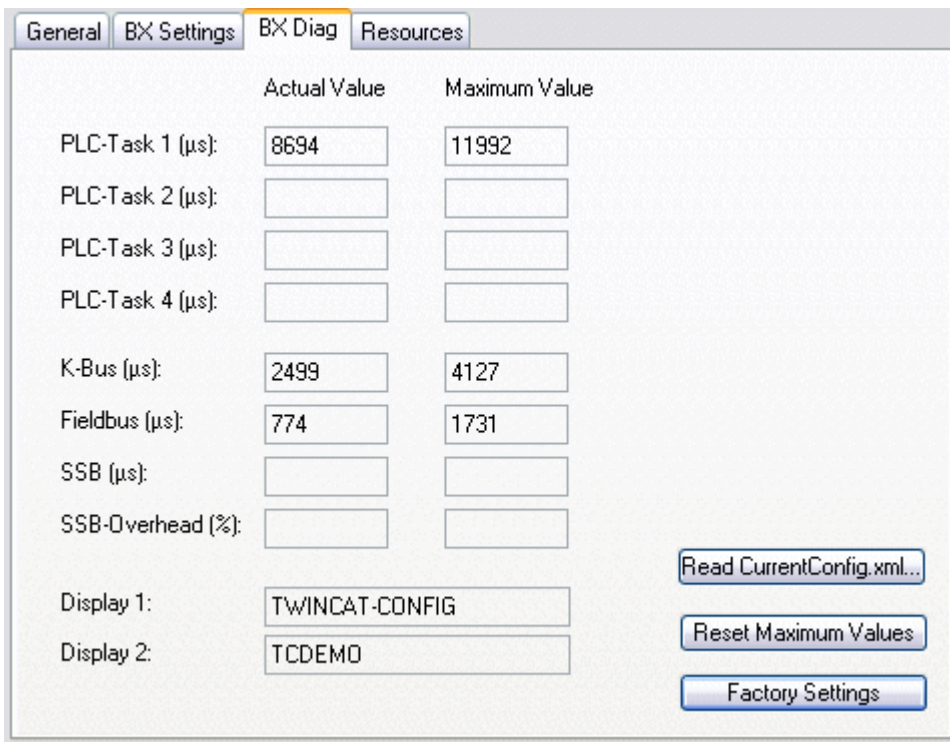 General BX Settings BX Diag Resources
Actual Value Maximum Value
PLC-Task 1 (µs): 8694 11992
PLC-Task 2 (µs):
PLC-Task 3 (µs):
PLC-Task 4 (µs):
K-Bus (µs): 2499 4127
Fieldbus (µs): 774 1731
SSB (µs):
SSB-Overhead (%):
Read CurrentConfig.xml...
Display 1: TWINCAT-CONFIG
Reset Maximum Values
Display 2: TCDEMO
Factory Settings